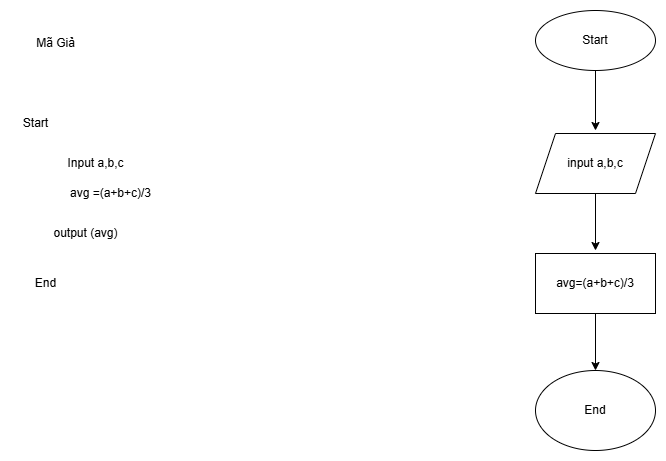 Mã Giả
Start
Input a,b,c
avg =(a+b+c)/3
output (avg)
End
Start
input a,b,c
avg=(a+b+c)/3
End